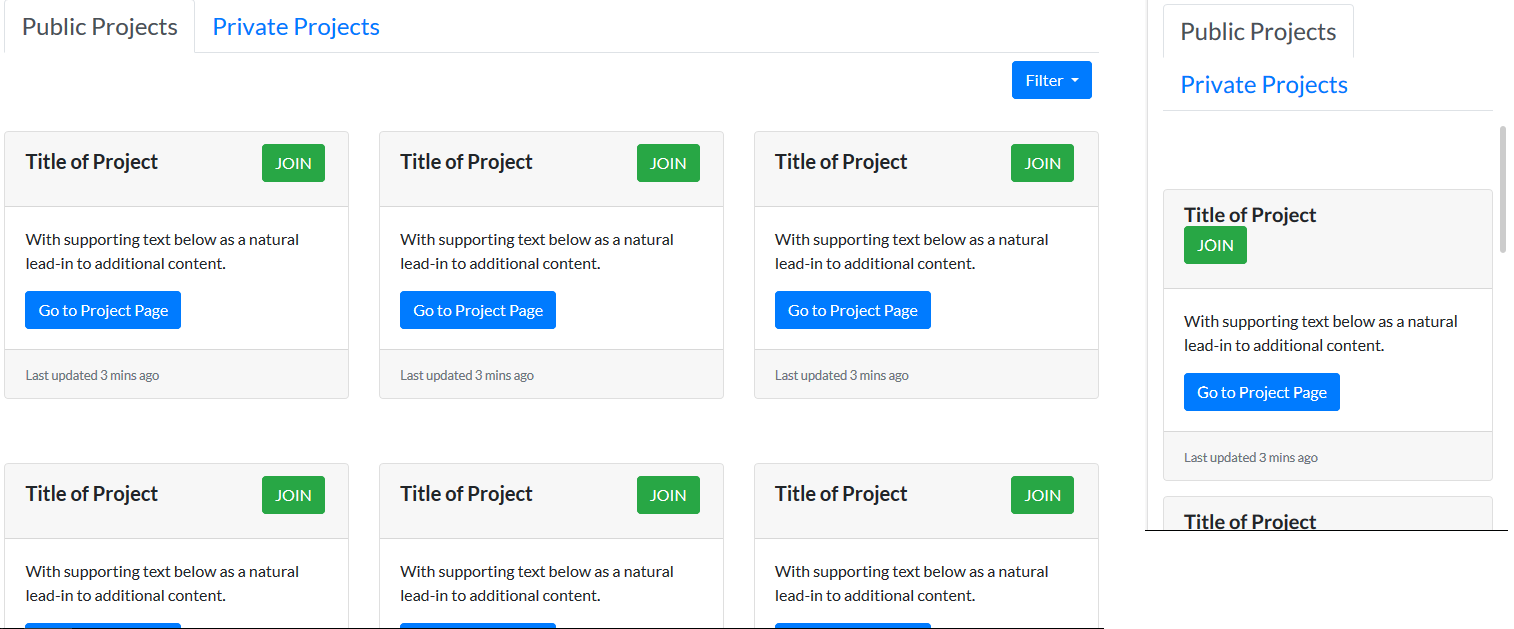 Public Projects
Private Projects
Filter
Title of Project
JOIN
Title of Project
JOIN
Title of Project
JOIN
With supporting text below as a natural
lead-in to additional content.
With supporting text below as a natural
lead-in to additional content.
With supporting text below as a natural
lead-in to additional content.
Go to Project Page
Go to Project Page
Go to Project Page
Last updated 3 mins ago
Last updated 3 mins ago
Last updated 3 mins ago
Title of Project
JOIN
Title of Project
JOIN
Title of Project
JOIN
With supporting text below as a natural
lead-in to additional content.
With supporting text below as a natural
lead-in to additional content.
With supporting text below as a natural
lead-in to additional content.
Public Projects
Private Projects
Title of Project
JOIN
With supporting text below as a natural
lead-in to additional content.
Go to Project Page
Last updated 3 mins ago
Title of Project